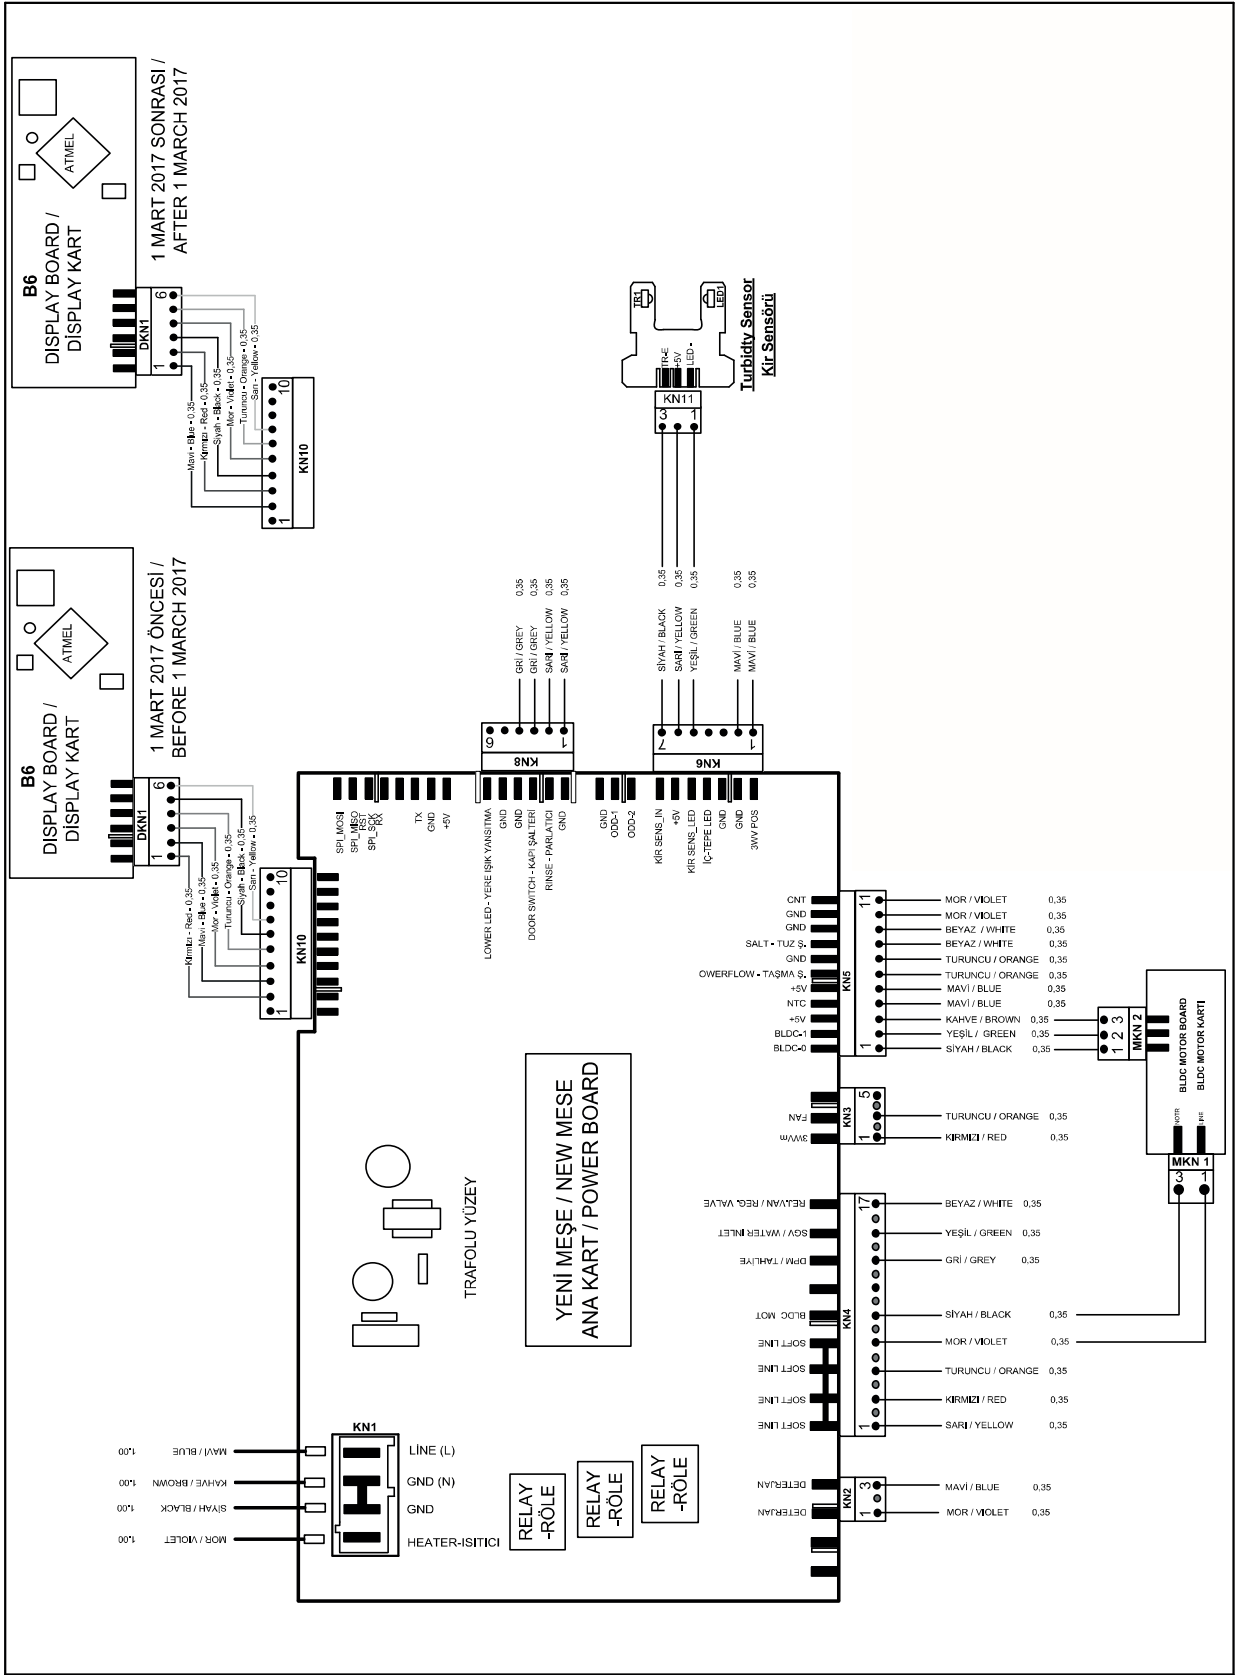 B6
DISPLAY BOARD /
DİSPLAY KART
ATMEL
1 MART 2017 SONRASI /
AFTER 1 MARCH 2017
DKN1
1
6
Mavi - Blue - 0,35
Kırmızı - Red - 0,35
Siyah - Black - 0,35
Mor - Violet - 0,35
Turuncu - Orange - 0,35
Sarı - Yellow - 0,35
1
10
KN10
B6
DISPLAY BOARD /
DİSPLAY KART
ATMEL
1 MART 2017 ÖNCESİ /
BEFORE 1 MARCH 2017
DKN1
1
6
Kırmızı - Red - 0,35
Mavi - Blue - 0,35
Mor - Violet - 0,35
Turuncu - Orange - 0,35
Siyah - Black - 0,35
Sarı - Yellow - 0,35
1
10
KN10
TR1
LED1
TR-E
+5V
LED -
KN11
3
1
Turbidty Sensor
Kir Sensörü
SİYAH / BLACK 0,35
SARI / YELLOW 0,35
YEŞİL / GREEN 0,35
MAVİ / BLUE 0,35
MAVİ / BLUE 0,35
7
1
KN6
GRİ / GREY 0,35
GRİ / GREY 0,35
SARI / YELLOW 0,35
SARI / YELLOW 0,35
6
1
KN8
SPI_MOSI
SPI_MISO
RST
SPI_SCK
RX
TX
GND
+5V
LOWER LED - YERE IŞIK YANSITMA
GND
GND
DOOR SWITCH - KAPI ŞALTERİ
RINSE - PARLATICI
GND
GND
ODD-1
ODD-2
KİR SENS_IN
+5V
KİR SENS_LED
İÇ-TEPE LED
GND
GND
3WV POS
CNT
GND
GND
SALT - TUZ Ş.
GND
OWERFLOW - TAŞMA Ş.
+5V
NTC
+5V
BLDC-1
BLDC-0
11
1
KN5
MOR / VIOLET 0,35
MOR / VIOLET 0,35
BEYAZ / WHITE 0,35
BEYAZ / WHITE 0,35
TURUNCU / ORANGE 0,35
TURUNCU / ORANGE 0,35
MAVİ / BLUE 0,35
MAVİ / BLUE 0,35
KAHVE / BROWN 0,35
YEŞİL / GREEN 0,35
SİYAH / BLACK 0,35
1 2 3
MKN 2
BLDC MOTOR BOARD
BLDC MOTOR KARTI
NOTR
LINE
MKN 1
3
1
FAN
3WVm
5
1
KN3
TURUNCU / ORANGE 0,35
KIRMIZI / RED 0,35
REJ.VAN / REG. VALVE
SGV / WATER INLET
DPM / TAHLİYE
BLDC MOT
SOFT LINE
SOFT LINE
SOFT LINE
SOFT LINE
17
1
KN4
BEYAZ / WHITE 0,35
YEŞİL / GREEN 0,35
GRİ / GREY 0,35
SİYAH / BLACK 0,35
MOR / VIOLET 0,35
TURUNCU / ORANGE 0,35
KIRMIZI / RED 0,35
SARI / YELLOW 0,35
DETERJAN
DETERJAN
3
1
KN2
MAVİ / BLUE 0,35
MOR / VIOLET 0,35
YENİ MEŞE / NEW MESE
ANA KART / POWER BOARD
TRAFOLU YÜZEY
KN1
LİNE (L)
GND (N)
GND
HEATER-ISITICI
MAVİ / BLUE 1,00
KAHVE / BROWN 1,00
SİYAH / BLACK 1,00
MOR / VIOLET 1,00
RELAY
-RÖLE
RELAY
-RÖLE
RELAY
-RÖLE